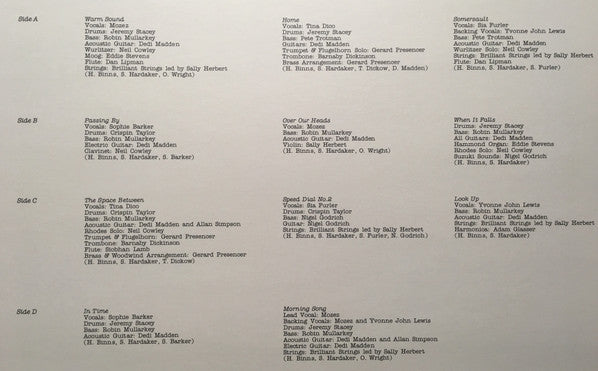 Side A
Warm Sound
Vocals: Mozez
Drums: Jeremy Stacey
Bass: Robin Mullarkey
Acoustic Guitar: Dedi Madden
Wurlitzer: Neil Cowley
Moog: Eddie Stevens
Flute: Dan Lipman
Strings: Brilliant Strings led by Sally Herbert
(H. Binns, S. Hardaker, O. Wright)
Home
Vocals: Tina Dico
Drums: Jeremy Stacey
Bass: Pete Trotman
Guitars: Dedi Madden
Trumpet & Flugelhorn Solo: Gerard Presencer
Trombone: Barnaby Dickinson
Brass Arrangement: Gerard Presencer
(H. Binns, S. Hardaker, T. Dickow, D. Madden)
Somersault
Vocals: Sia Furler
Backing Vocals: Yvonne John Lewis
Bass: Pete Trotman
Acoustic Guitar: Dedi Madden
Wurlitzer: Neil Cowley
Strings: Brilliant Strings led by Sally Herbert
Flute: Dan Lipman
(H. Binns, S. Hardaker, S. Furler)
Side B
Passing By
Vocals: Sophie Barker
Drums: Crispin Taylor
Bass: Robin Mullarkey
Electric Guitar: Dedi Madden
Clavinet: Neil Cowley
(H. Binns, S. Hardaker, S. Barker)
Over Our Heads
Vocals: Mozez
Bass: Robin Mullarkey
Acoustic Guitar: Dedi Madden
Violin: Sally Herbert
(H. Binns, S. Hardaker, O. Wright)
When It Falls
Drums: Jeremy Stacey
Bass: Robin Mullarkey
All Guitars: Dedi Madden
Hammond Organ: Eddie Stevens
Rhodes Solo: Neil Cowley
Suzuki Sounds: Nigel Godrich
(H. Binns, S. Hardaker)
Side C
The Space Between
Vocals: Tina Dico
Drums: Crispin Taylor
Bass: Robin Mullarkey
Acoustic Guitar: Dedi Madden and Allan Simpson
Rhodes Solo: Neil Cowley
Trumpet & Flugelhorn: Gerard Presencer
Trombone: Barnaby Dickinson
Flute: Siobhan Lamb
Brass & Woodwind Arrangement: Gerard Presencer
(H. Binns, S. Hardaker, T. Dickow)
Speed Dial No.2
Vocals: Sia Furler
Drums: Crispin Taylor
Bass: Nigel Godrich
Guitar: Nigel Godrich
Strings: Brilliant Strings led by Sally Herbert
(H. Binns, S. Hardaker, S. Furler, N. Godrich)
Look Up
Vocals: Yvonne John Lewis
Bass: Robin Mullarkey
Acoustic Guitar: Dedi Madden
Strings: Brilliant Strings led by Sally Herbert
Harmonica: Adam Glasser
(H. Binns, S. Hardaker)
Side D
In Time
Vocals: Sophie Barker
Drums: Jeremy Stacey
Bass: Robin Mullarkey
Acoustic Guitar: Dedi Madden
(H. Binns, S. Hardaker, S. Barker)
Morning Song
Lead Vocal: Mozez
Backing Vocals: Mozez and Yvonne John Lewis
Drums: Jeremy Stacey
Bass: Robin Mullarkey
Acoustic Guitar: Dedi Madden and Allan Simpson
Electric Guitar: Dedi Madden
Strings: Brilliant Strings led by Sally Herbert
(H. Binns, S. Hardaker, O. Wright)